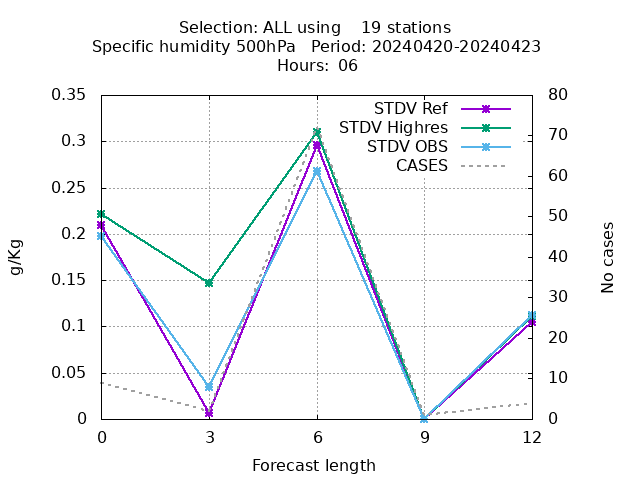 Selection: ALL using    19 stations
Specific humidity 500hPa   Period: 20240420-20240423
Hours: 06
0.35
0.3
0.25
0.2
0.15
0.1
0.05
0
80
70
60
50
40
30
20
10
0
STDV Ref
STDV Highres
STDV OBS
CASES
g/Kg
No cases
0 3 6 9 12
Forecast length